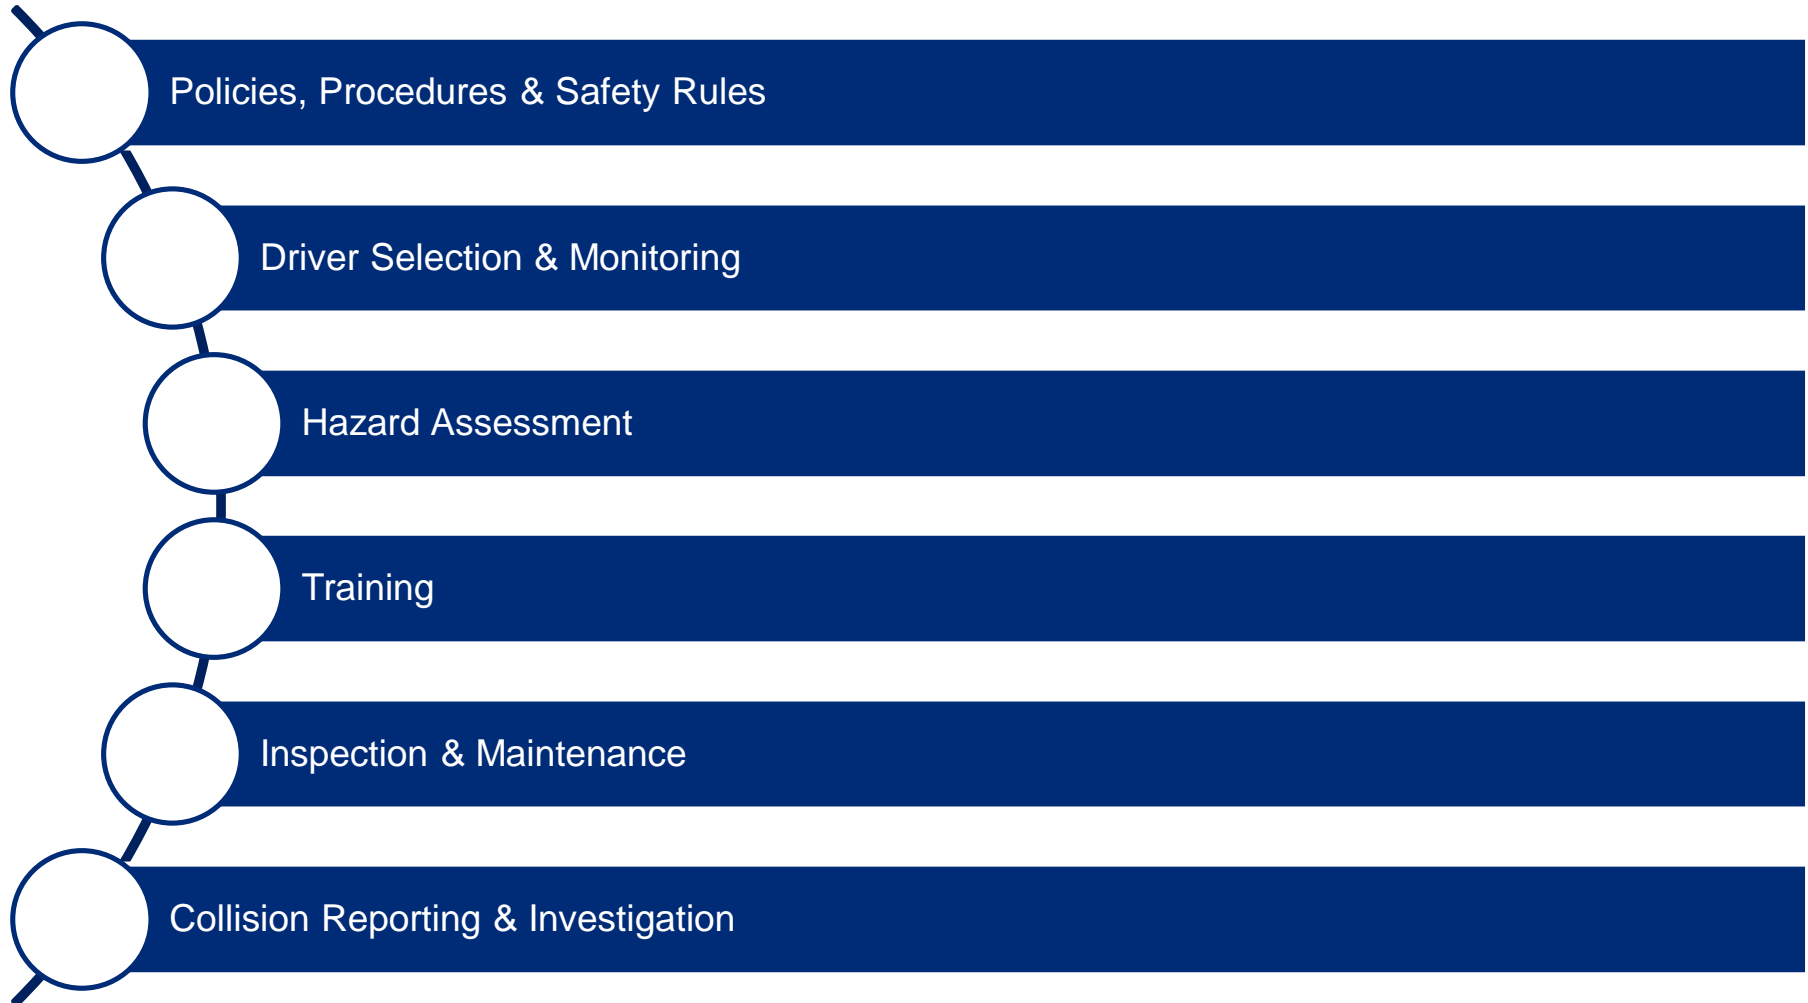 Policies, Procedures & Safety Rules
Driver Selection & Monitoring
Hazard Assessment
Training
Inspection & Maintenance
Collision Reporting & Investigation